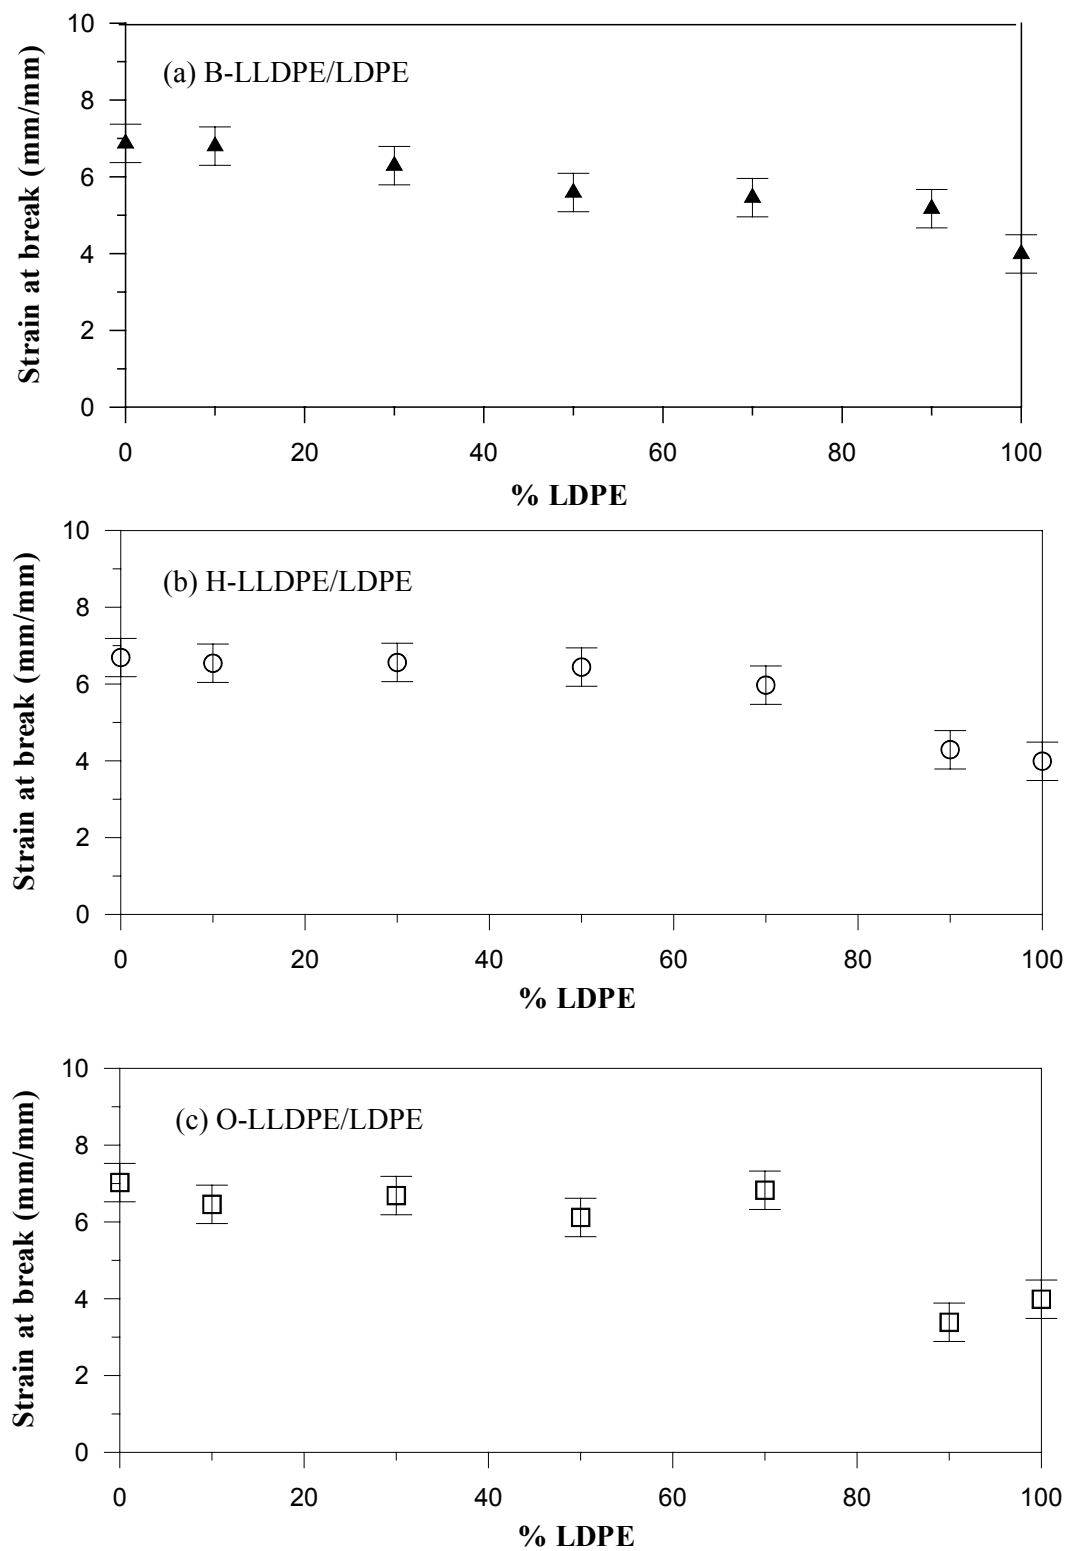 10
8
6
4
2
0
Strain at break (mm/mm)
(a) B-LLDPE/LDPE
0 20 40 60 80 100
% LDPE
10
8
6
4
2
0
Strain at break (mm/mm)
(b) H-LLDPE/LDPE
0 20 40 60 80 100
% LDPE
10
8
6
4
2
0
Strain at break (mm/mm)
(c) O-LLDPE/LDPE
0 20 40 60 80 100
% LDPE